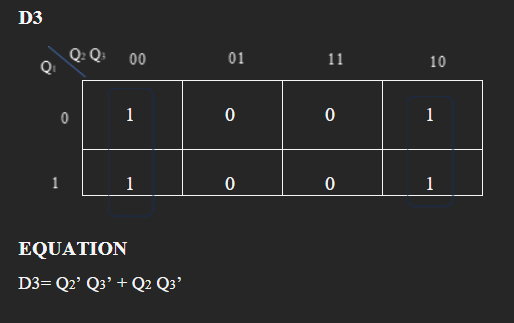 D3
Q₂ Q₃ 00 01 11 10
Q₁
0 1 0 0 1
1 1 0 0 1
EQUATION
D3= Q2’ Q3’ + Q2 Q3’